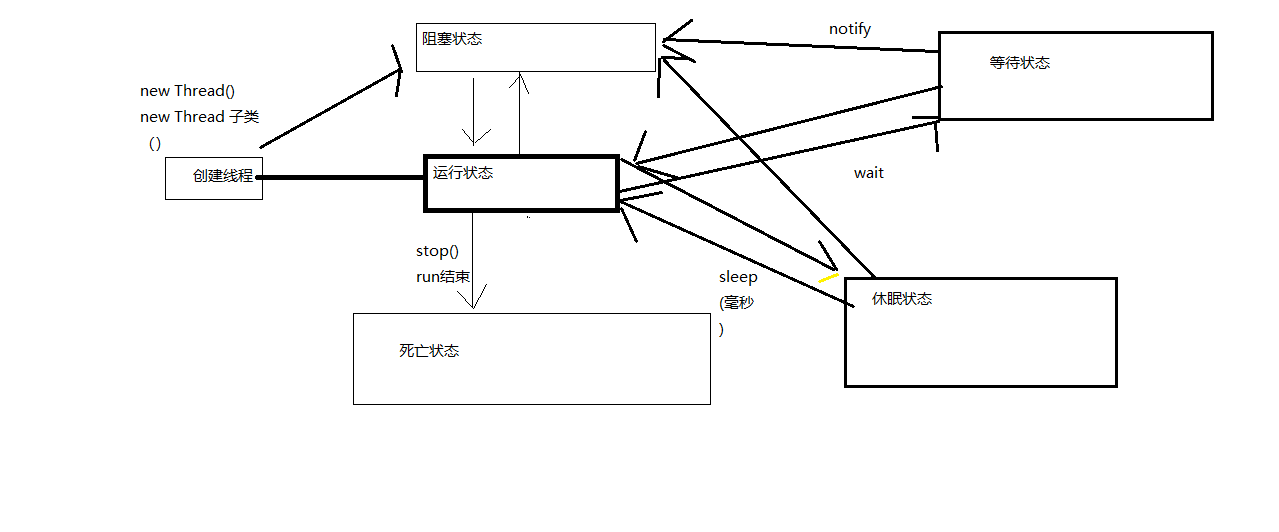 阻塞状态
notify
等待状态
new Thread()
new Thread 子类
()
创建线程
运行状态
wait
stop()
run结束
sleep
(毫秒
)
休眠状态
死亡状态